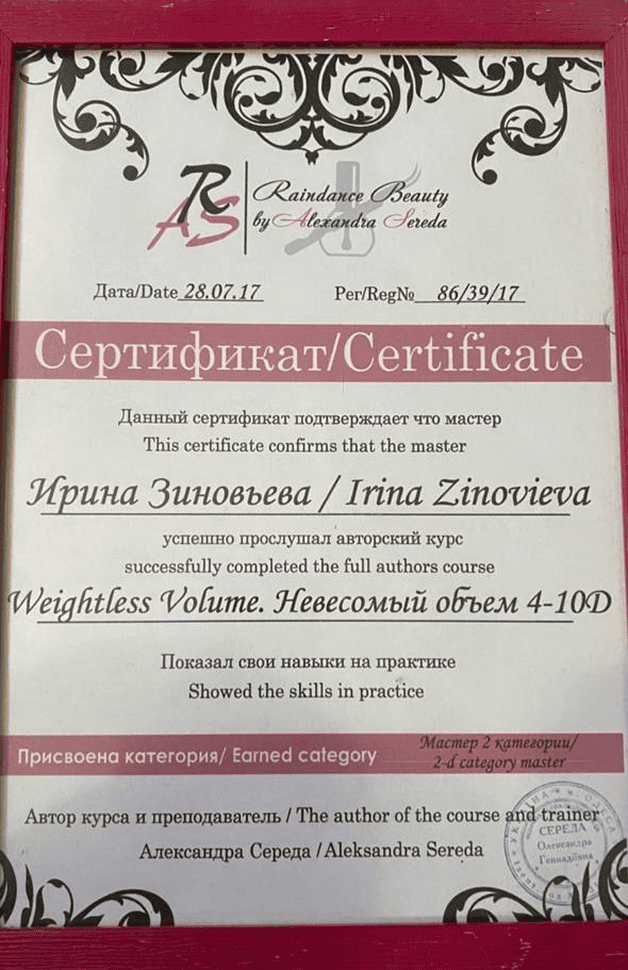 RAS
Raindance Beauty
by Alexandra Sereda
Дата/Date 28.07.17 Рег/Reg№ 86/39/17
Сертификат/Certificate
Данный сертификат подтверждает что мастер
This certificate confirms that the master
Ирина Зиновьева / Irina Zinovieva
успешно прослушал авторский курс
successfully completed the full authors course
Weightless Volume. Невесомый объем 4-10D
Показал свои навыки на практике
Showed the skills in practice
Присвоена категория/ Earned category
Мастер 2 категории/
2-d category master
Автор курса и преподаватель / The author of the course and trainer
Александра Середа / Aleksandra Sereda
УКРАЇНА
ОДЕСА
СЕРЕДА
Олександра
Геннадіївна